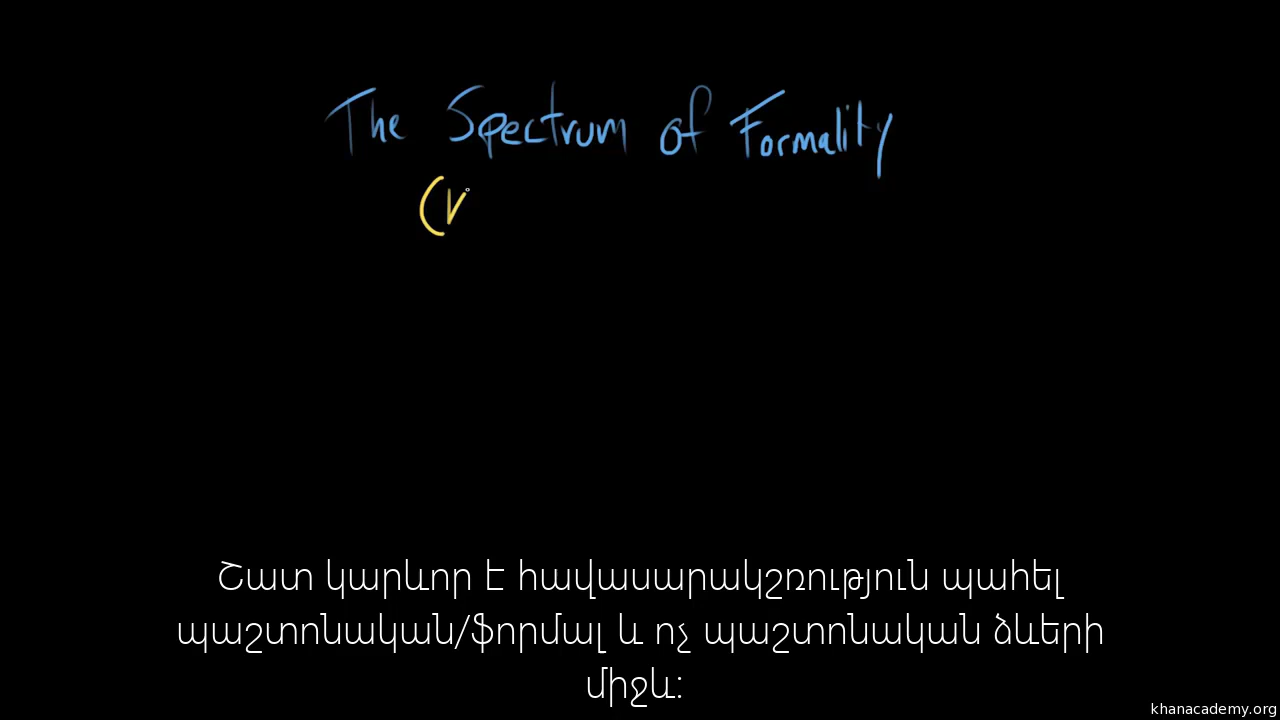 The Spectrum of Formality
Շատ կարևոր է հավասարակշռություն պահել
պաշտոնական/ֆորմալ և ոչ պաշտոնական ձևերի
միջև:
khanacademy.org